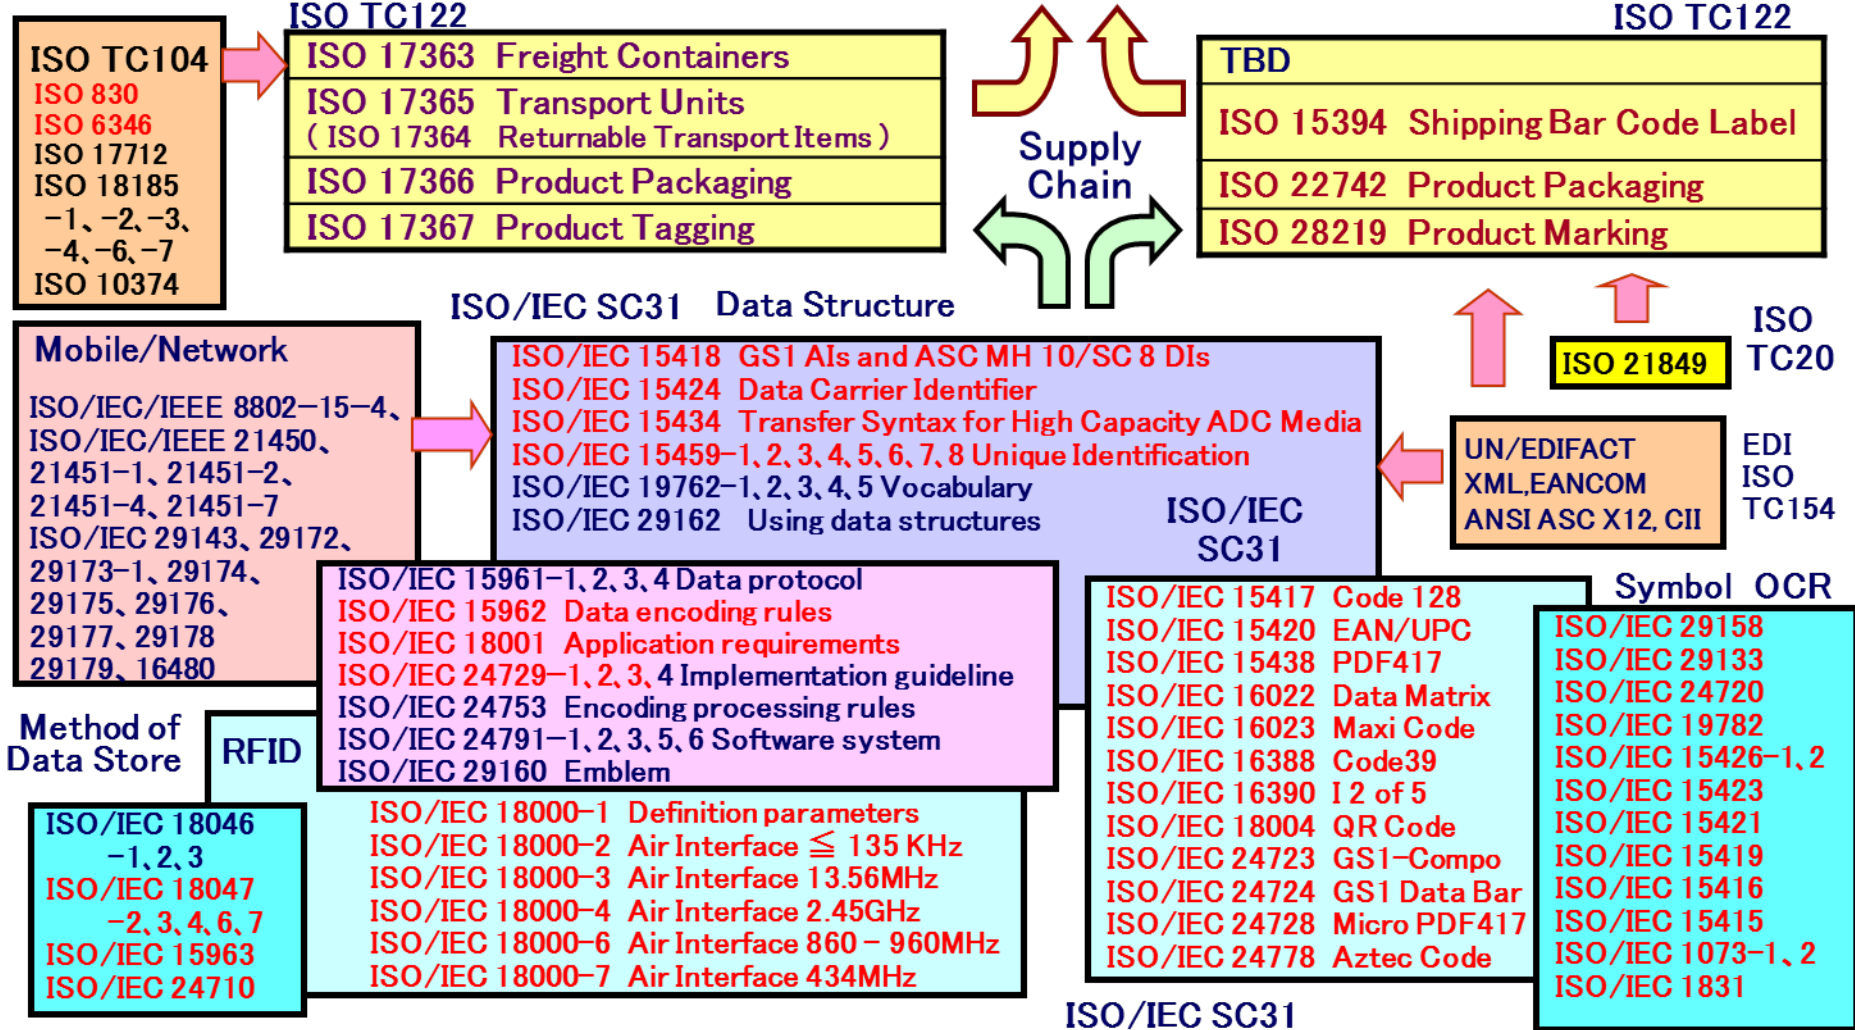 ISO TC122
ISO TC104
ISO 830
ISO 6346
ISO 17712
ISO 18185
-1、-2、-3、
-4、-6、-7
ISO 10374
ISO 17363 Freight Containers
ISO 17365 Transport Units
( ISO 17364 Returnable Transport Items )
ISO 17366 Product Packaging
ISO 17367 Product Tagging
Supply
Chain
ISO TC122
TBD
ISO 15394 Shipping Bar Code Label
ISO 22742 Product Packaging
ISO 28219 Product Marking
ISO
TC20
ISO 21849
Mobile/Network
ISO/IEC/IEEE 8802-15-4、
ISO/IEC/IEEE 21450、
21451-1、21451-2、
21451-4、21451-7
ISO/IEC 29143、29172、
29173-1、29174、
29175、29176、
29177、29178
29179、16480
ISO/IEC SC31 Data Structure
ISO/IEC 15418 GS1 AIs and ASC MH 10/SC 8 DIs
ISO/IEC 15424 Data Carrier Identifier
ISO/IEC 15434 Transfer Syntax for High Capacity ADC Media
ISO/IEC 15459-1、2、3、4、5、6、7、8 Unique Identification
ISO/IEC 19762-1、2、3、4、5 Vocabulary
ISO/IEC 29162 Using data structures
ISO/IEC
SC31
UN/EDIFACT
XML,EANCOM
ANSI ASC X12, CII
EDI
ISO
TC154
ISO/IEC 15961-1、2、3、4 Data protocol
ISO/IEC 15962 Data encoding rules
ISO/IEC 18001 Application requirements
ISO/IEC 24729-1、2、3、4 Implementation guideline
ISO/IEC 24753 Encoding processing rules
ISO/IEC 24791-1、2、3、5、6 Software system
ISO/IEC 29160 Emblem
Method of
Data Store
RFID
ISO/IEC 18046
-1、2、3
ISO/IEC 18047
-2、3、4、6、7
ISO/IEC 15963
ISO/IEC 24710
ISO/IEC 18000-1 Definition parameters
ISO/IEC 18000-2 Air Interface ≦ 135 KHz
ISO/IEC 18000-3 Air Interface 13.56MHz
ISO/IEC 18000-4 Air Interface 2.45GHz
ISO/IEC 18000-6 Air Interface 860 - 960MHz
ISO/IEC 18000-7 Air Interface 434MHz
ISO/IEC 15417 Code 128
ISO/IEC 15420 EAN/UPC
ISO/IEC 15438 PDF417
ISO/IEC 16022 Data Matrix
ISO/IEC 16023 Maxi Code
ISO/IEC 16388 Code39
ISO/IEC 16390 I 2 of 5
ISO/IEC 18004 QR Code
ISO/IEC 24723 GS1-Compo
ISO/IEC 24724 GS1 Data Bar
ISO/IEC 24728 Micro PDF417
ISO/IEC 24778 Aztec Code
ISO/IEC SC31
Symbol OCR
ISO/IEC 29158
ISO/IEC 29133
ISO/IEC 24720
ISO/IEC 19782
ISO/IEC 15426-1、2
ISO/IEC 15423
ISO/IEC 15421
ISO/IEC 15419
ISO/IEC 15416
ISO/IEC 15415
ISO/IEC 1073-1、2
ISO/IEC 1831